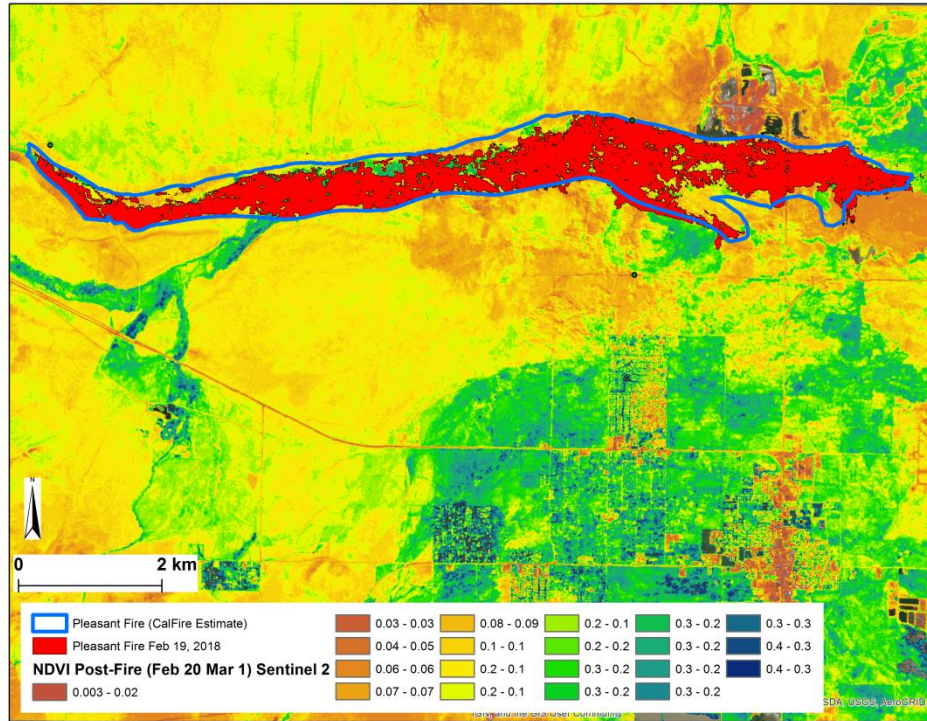 N
0 2 km
Pleasant Fire (CalFire Estimate)
Pleasant Fire Feb 19, 2018
NDVI Post-Fire (Feb 20 Mar 1) Sentinel 2
0.003 - 0.02
0.03 - 0.03
0.04 - 0.05
0.06 - 0.06
0.07 - 0.07
0.08 - 0.09
0.1 - 0.1
0.2 - 0.1
0.2 - 0.1
0.2 - 0.1
0.2 - 0.2
0.3 - 0.2
0.3 - 0.2
0.3 - 0.2
0.3 - 0.2
0.3 - 0.2
0.3 - 0.2
0.3 - 0.3
0.4 - 0.3
0.4 - 0.3
SDA, USGS, AeroGRID
IGN, and the GIS User Community